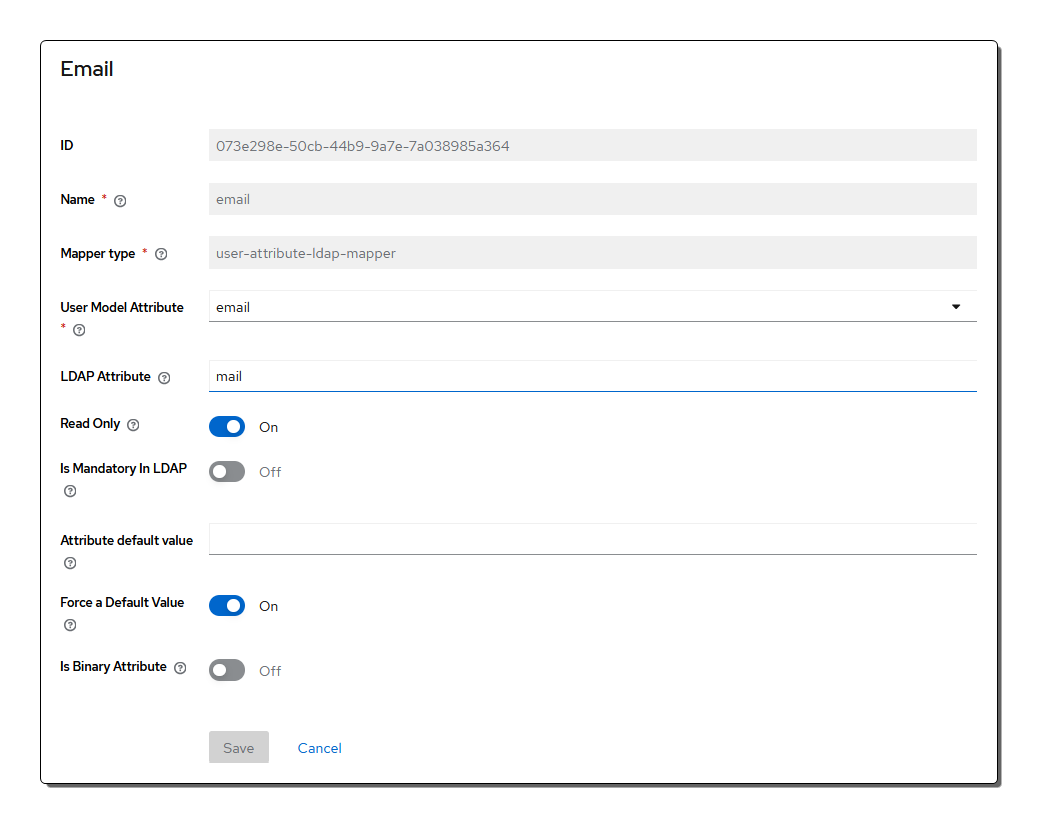 Email
ID 073e298e-50cb-44b9-9a7e-7a038985a364
Name * ? email
Mapper type * ? user-attribute-ldap-mapper
User Model Attribute email
* ?
LDAP Attribute ? mail
Read Only ? On
Is Mandatory In LDAP Off
?
Attribute default value
?
Force a Default Value On
?
Is Binary Attribute ? Off
Save Cancel